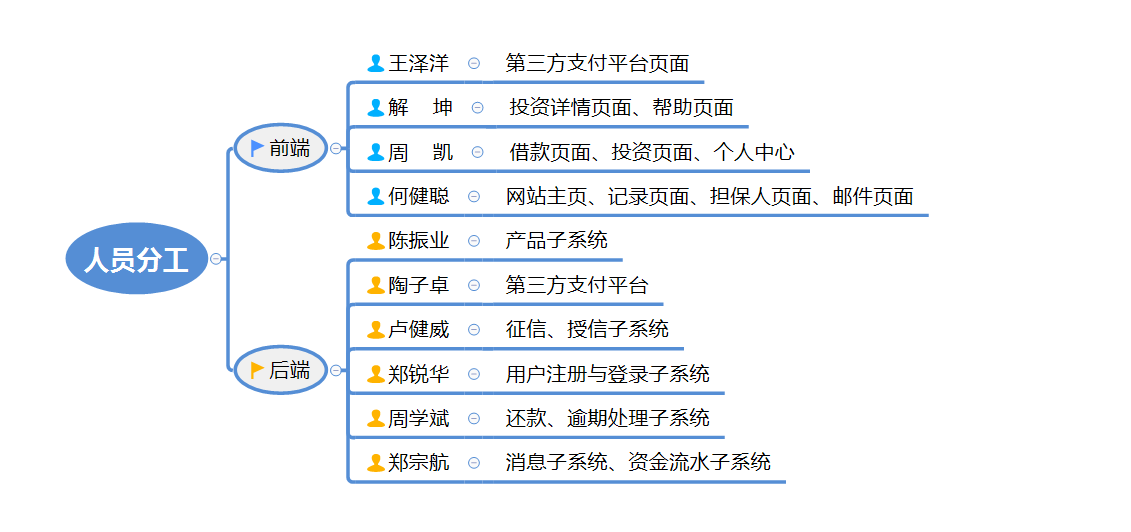 人员分工
前端
王泽洋 第三方支付平台页面
解 坤 投资详情页面、帮助页面
周 凯 借款页面、投资页面、个人中心
何健聪 网站主页、记录页面、担保人页面、邮件页面
后端
陈振业 产品子系统
陶子卓 第三方支付平台
卢健威 征信、授信子系统
郑锐华 用户注册与登录子系统
周学斌 还款、逾期处理子系统
郑宗航 消息子系统、资金流水子系统